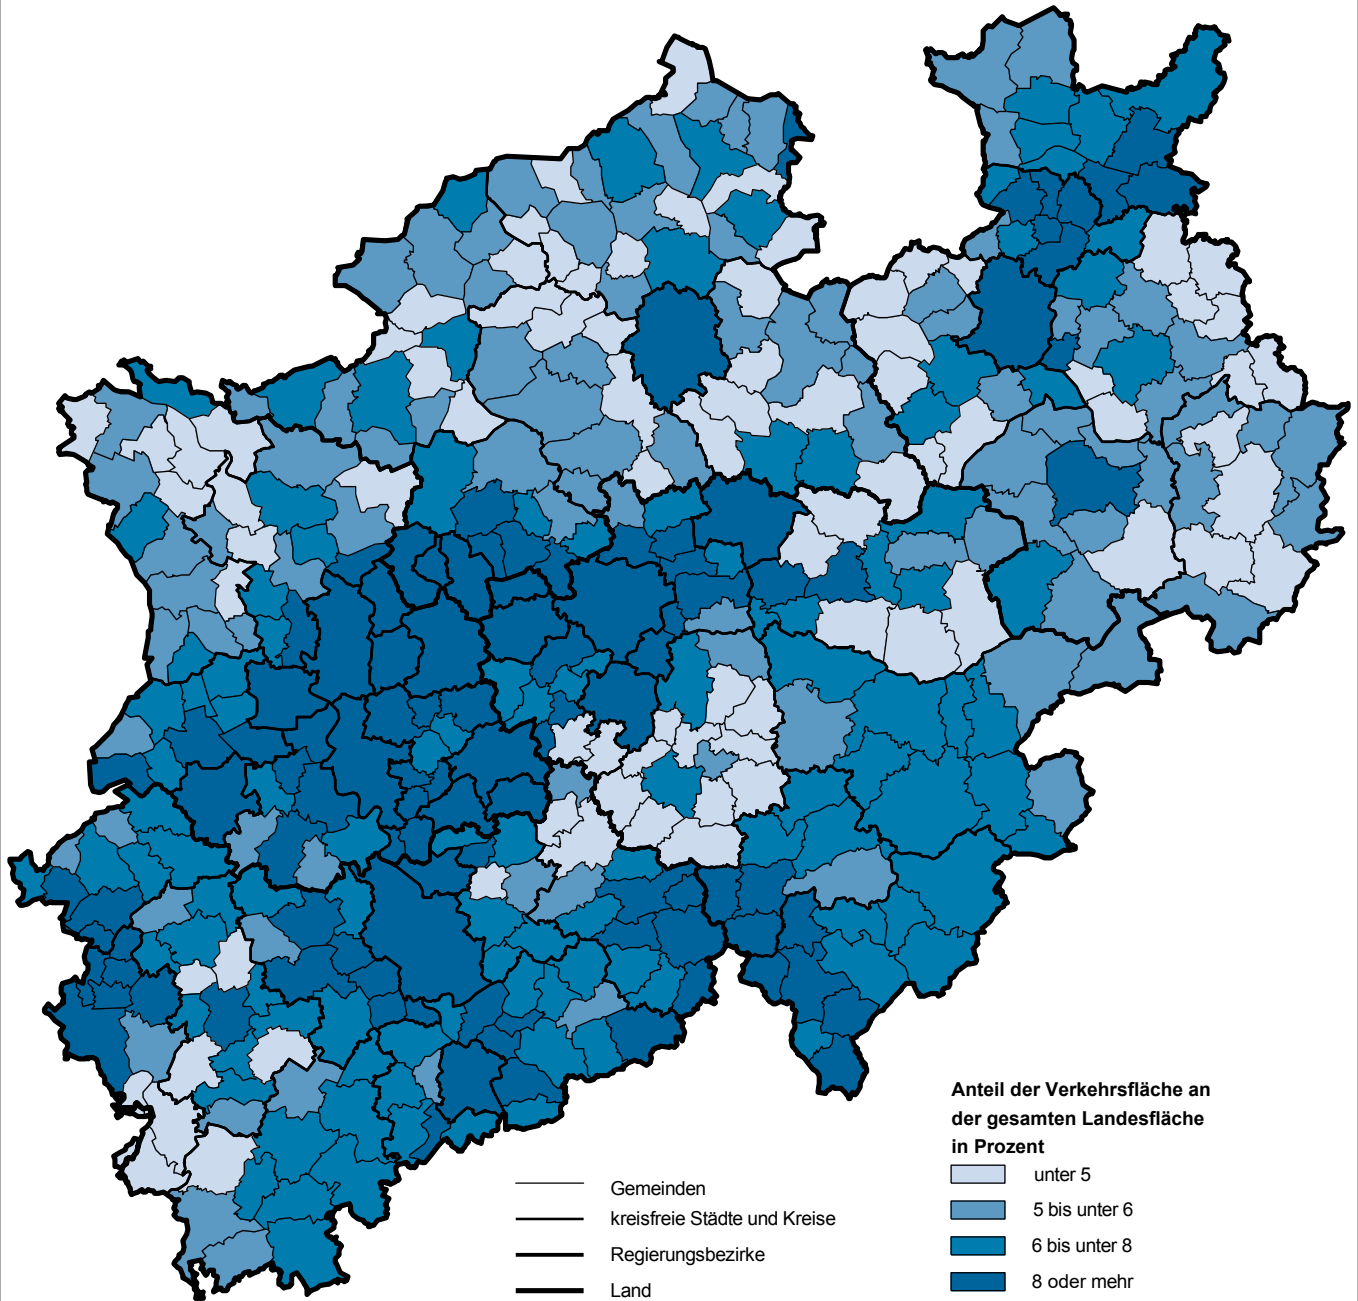 Anteil der Verkehrsfläche an
der gesamten Landesfläche
in Prozent
unter 5
5 bis unter 6
6 bis unter 8
8 oder mehr
Gemeinden
kreisfreie Städte und Kreise
Regierungsbezirke
Land